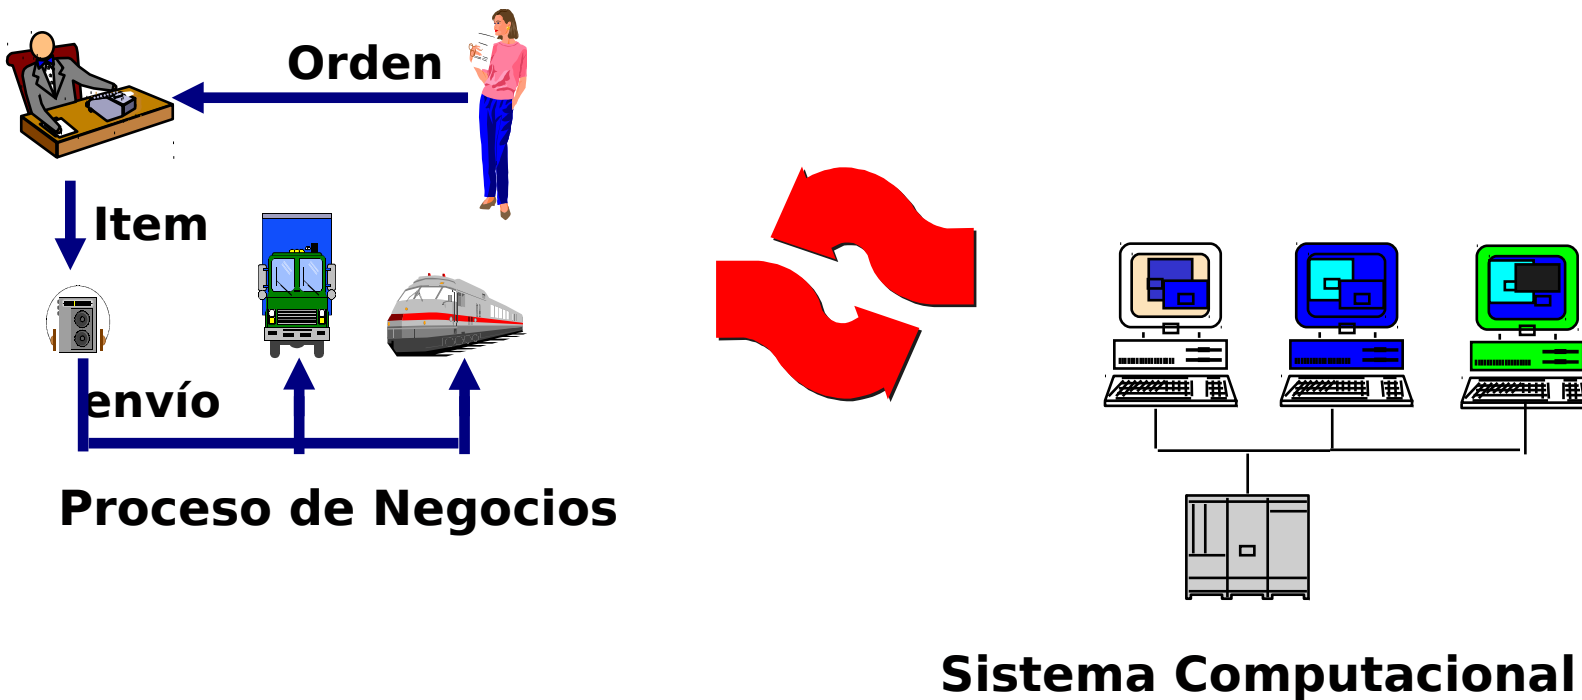 Orden
Item
envío
Proceso de Negocios
Sistema Computacional